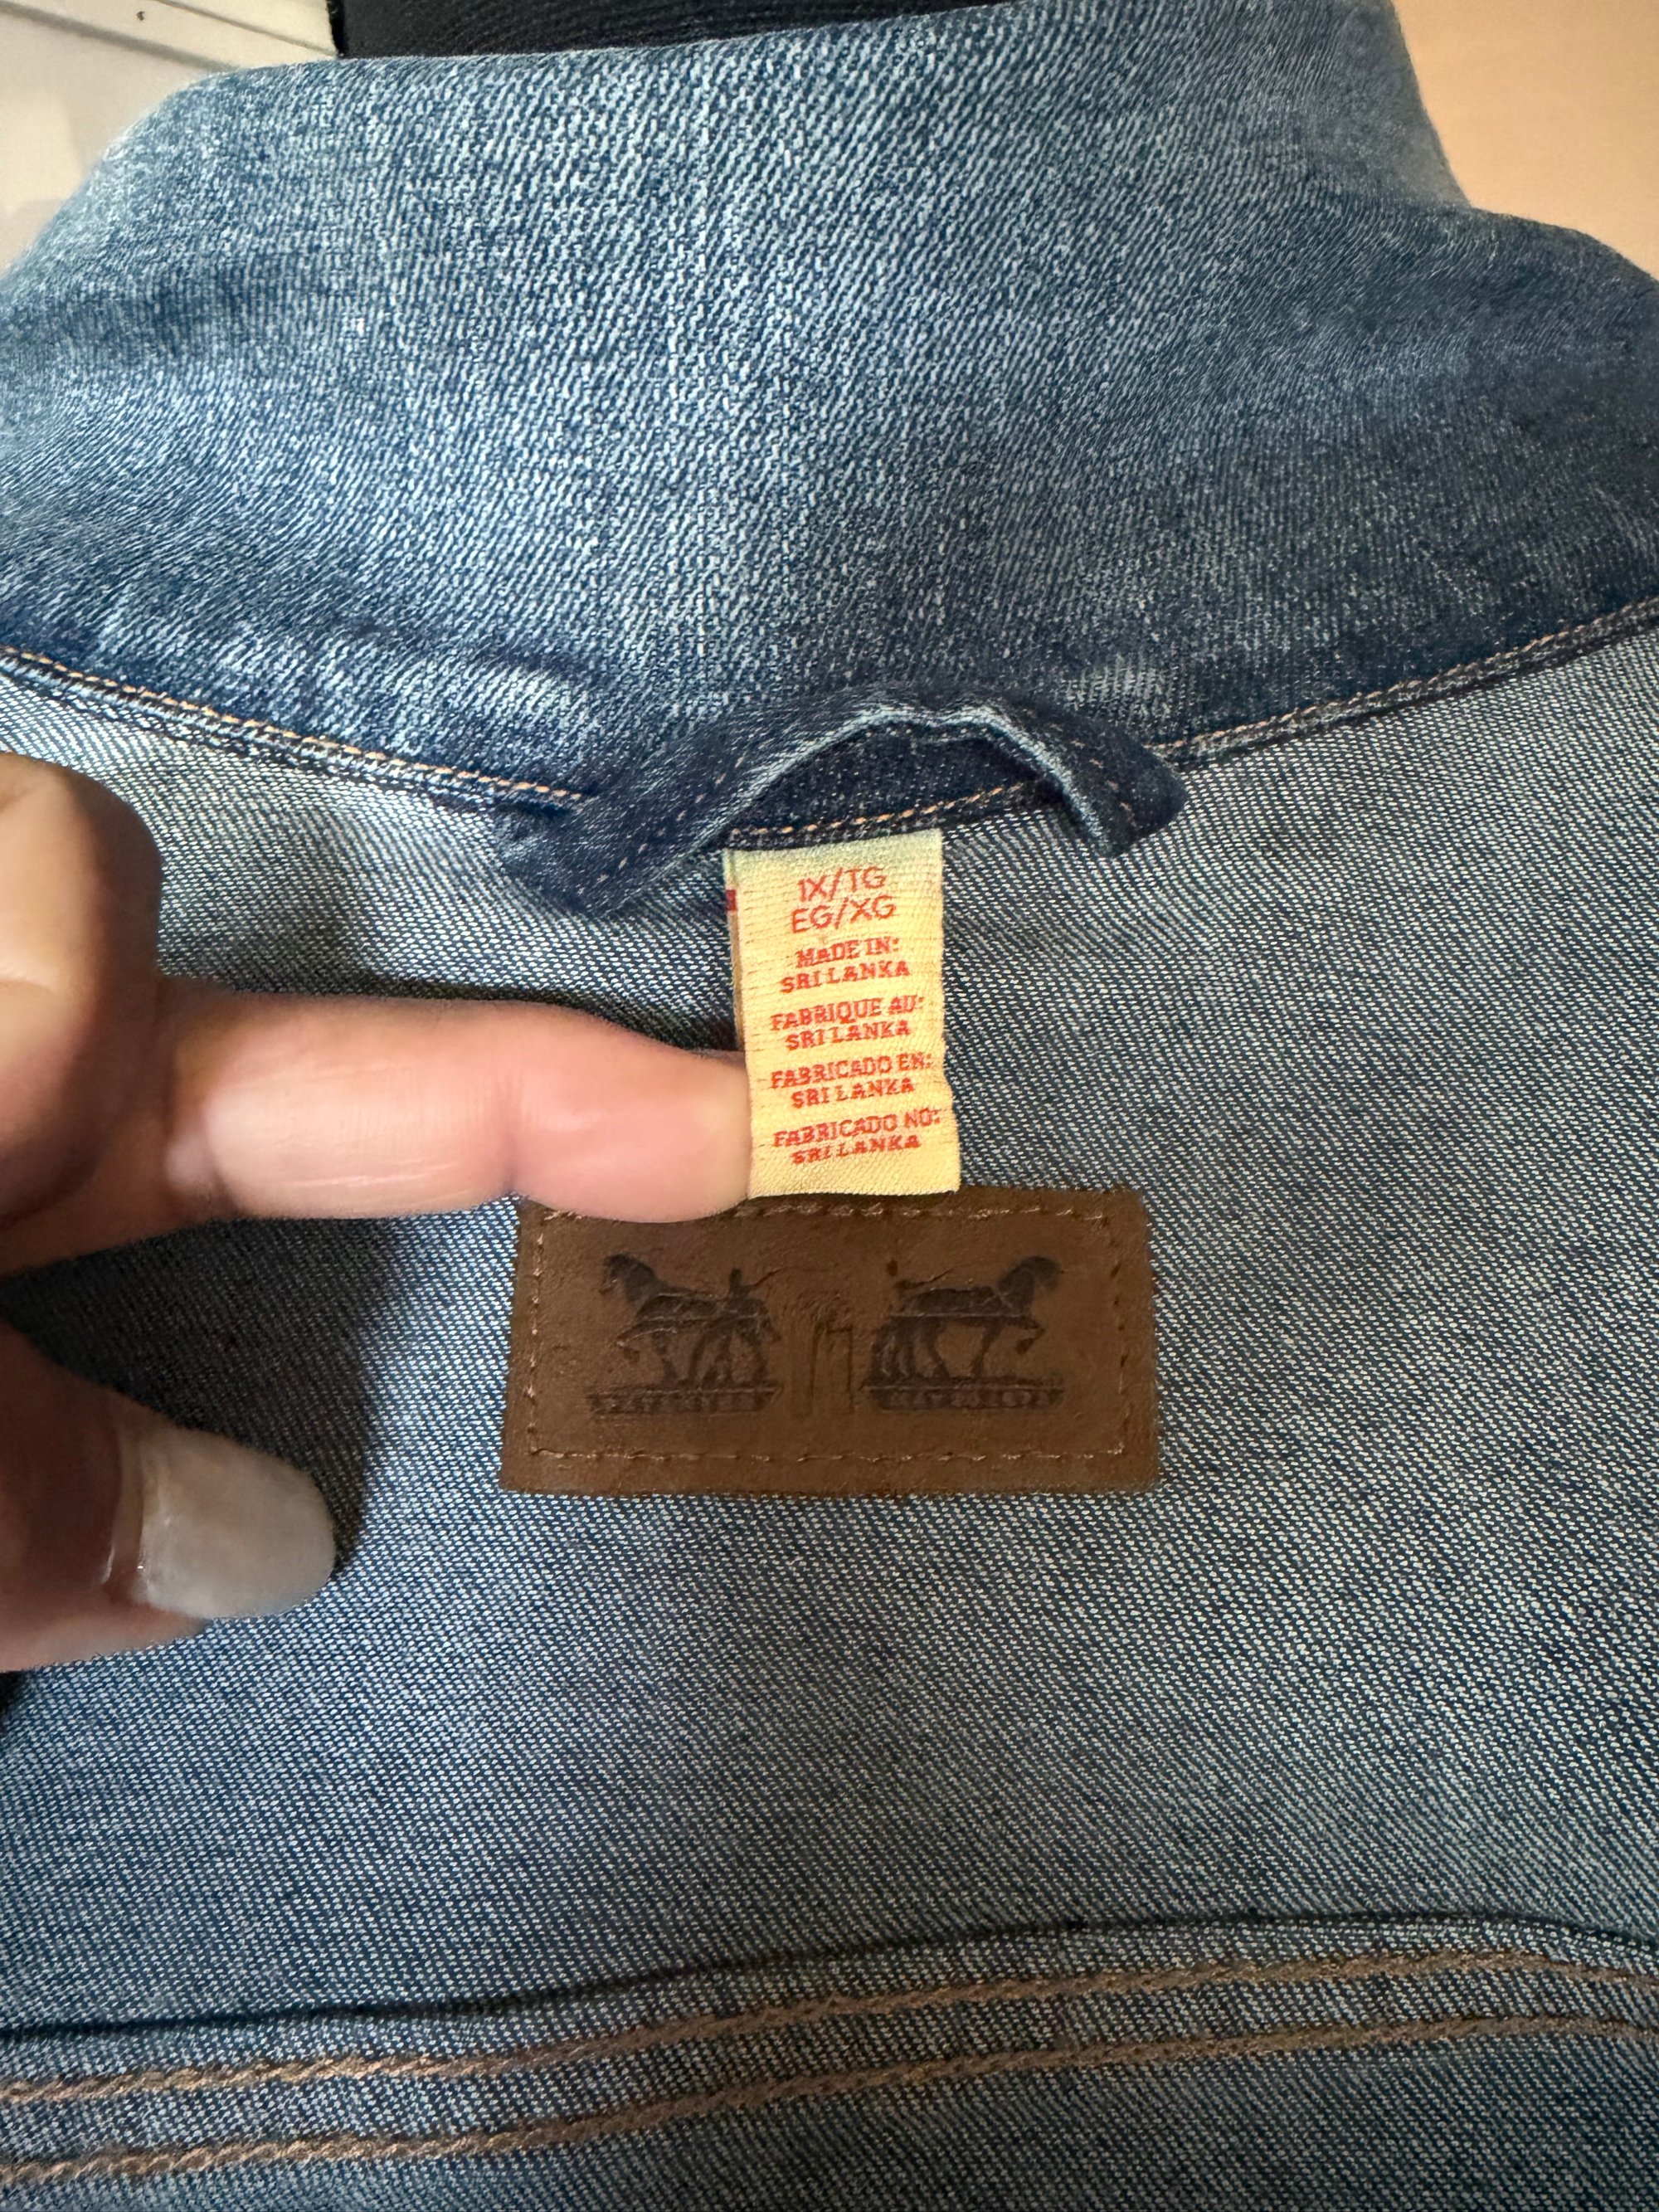 1X/TG
EG/XG
MADE IN:
SRI LANKA
FABRIQUE AU:
SRI LANKA
FABRICADO EN:
SRI LANKA
FABRICADO NO:
SRI LANKA